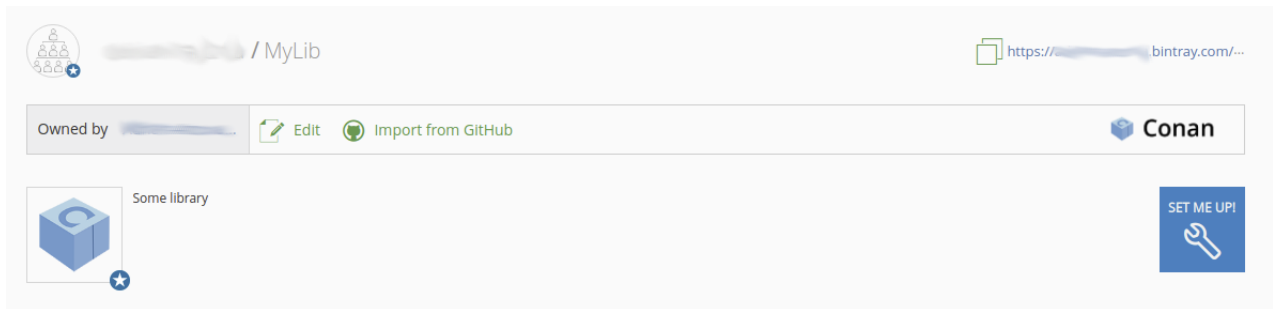 / MyLib
https:// .bintray.com/···
Owned by ... Edit Import from GitHub Conan
Some library
SET ME UP!